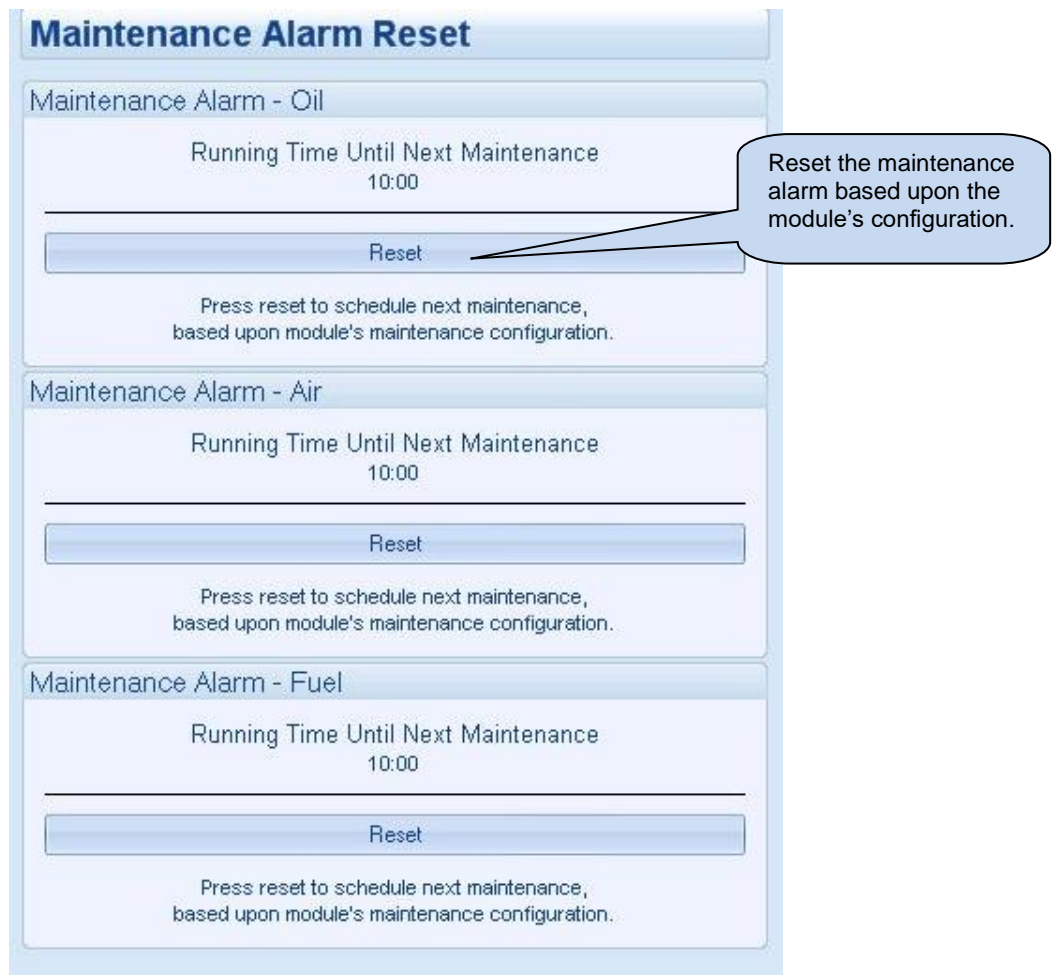 Maintenance Alarm Reset
Maintenance Alarm - Oil
Running Time Until Next Maintenance
10:00
Reset
Press reset to schedule next maintenance,
based upon module's maintenance configuration.
Reset the maintenance
alarm based upon the
module’s configuration.
Maintenance Alarm - Air
Running Time Until Next Maintenance
10:00
Reset
Press reset to schedule next maintenance,
based upon module's maintenance configuration.
Maintenance Alarm - Fuel
Running Time Until Next Maintenance
10:00
Reset
Press reset to schedule next maintenance,
based upon module's maintenance configuration.